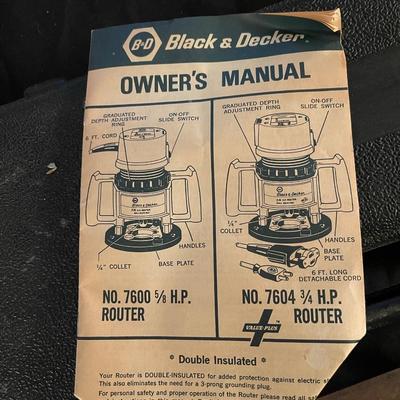 B&D Black & Decker
OWNER'S MANUAL
GRADUATED DEPTH
ADJUSTMENT
RING
ON-OFF
SLIDE SWITCH
6 FT. CORD
Black & Decker
HANDLES
BASE PLATE
¼" COLLET
NO. 7600 5/8 H.P.
ROUTER
GRADUATED DEPTH
ADJUSTMENT
RING
ON-OFF
SLIDE SWITCH
Black & Decker
¼"
COLLET
HANDLES
BASE
PLATE
6 FT. LONG
DETACHABLE CORD
NO. 7604 3/4 H.P.
ROUTER
VALUE-PLUS
* Double Insulated *
Your Router is DOUBLE-INSULATED for added protection against electric
This also eliminates the need for a 3-prong grounding plug.
For personal safety and proper operation of the Router please read all